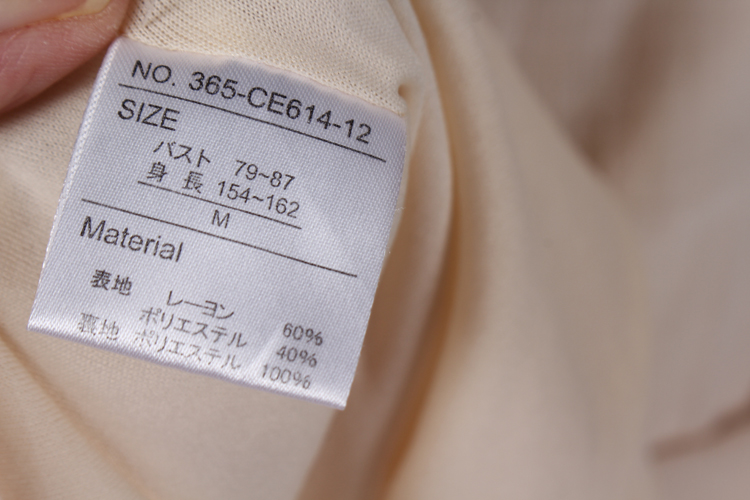 NO. 365-CE614-12
SIZE
バスト 79~87
身長 154~162
M
Material
表地 レーヨン 60%
ポリエステル 40%
裏地 ポリエステル 100%